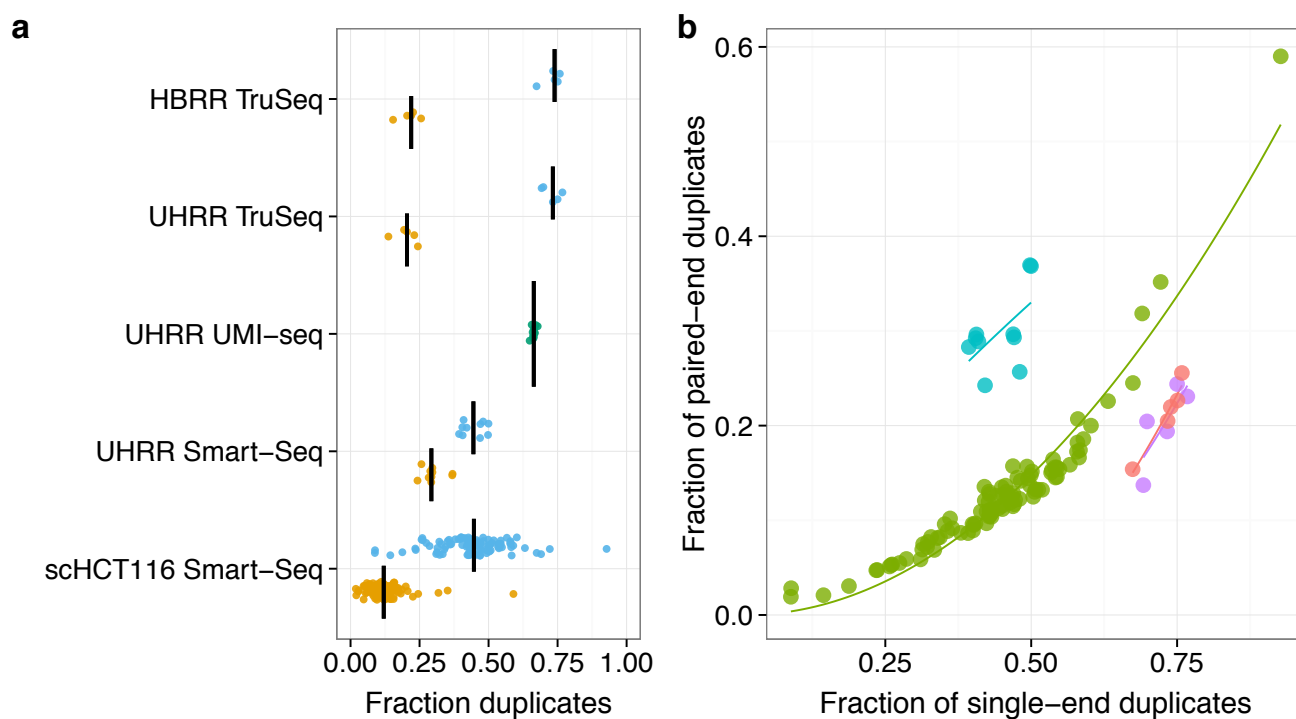 a
HBRR TruSeq
UHRR TruSeq
UHRR UMI−seq
UHRR Smart−Seq
scHCT116 Smart−Seq
0.00 0.25 0.50 0.75 1.00
Fraction duplicates
b
Fraction of paired−end duplicates
0.6
0.4
0.2
0.0
0.25 0.50 0.75
Fraction of single−end duplicates